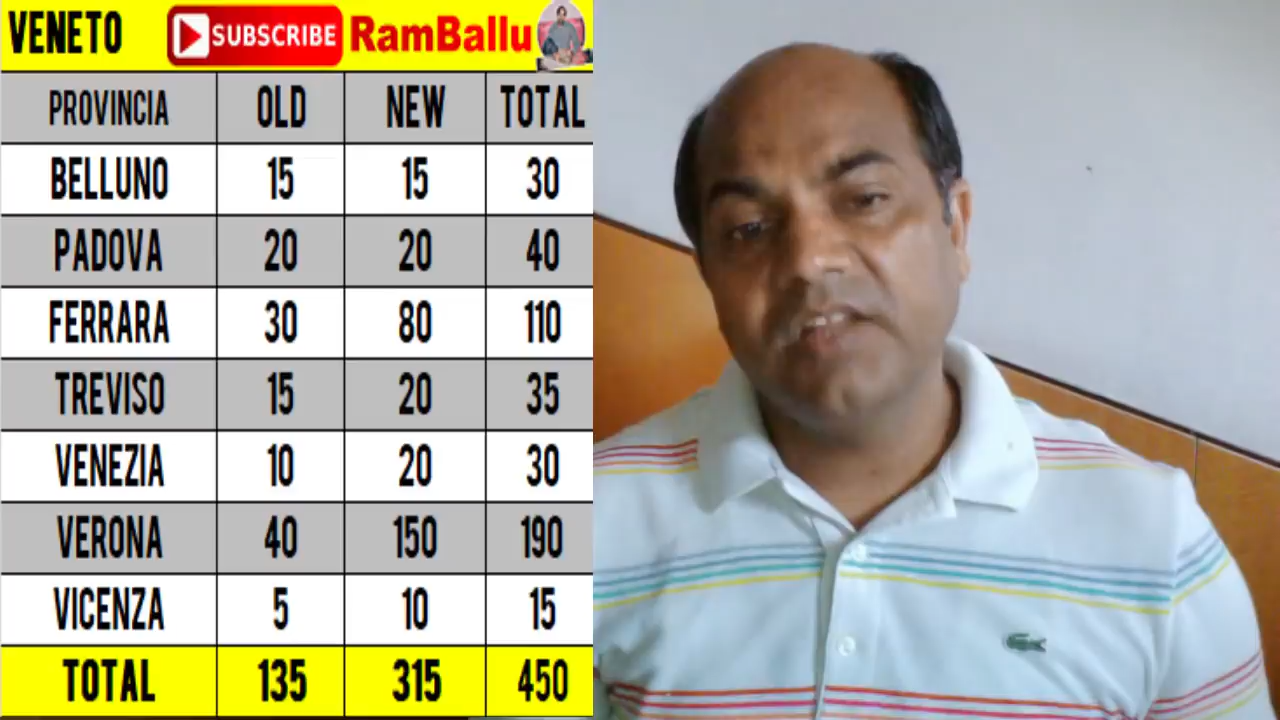 VENETO SUBSCRIBE RamBallu
PROVINCIA OLD NEW TOTAL
BELLUNO 15 15 30
PADOVA 20 20 40
FERRARA 30 80 110
TREVISO 15 20 35
VENEZIA 10 20 30
VERONA 40 150 190
VICENZA 5 10 15
TOTAL 135 315 450